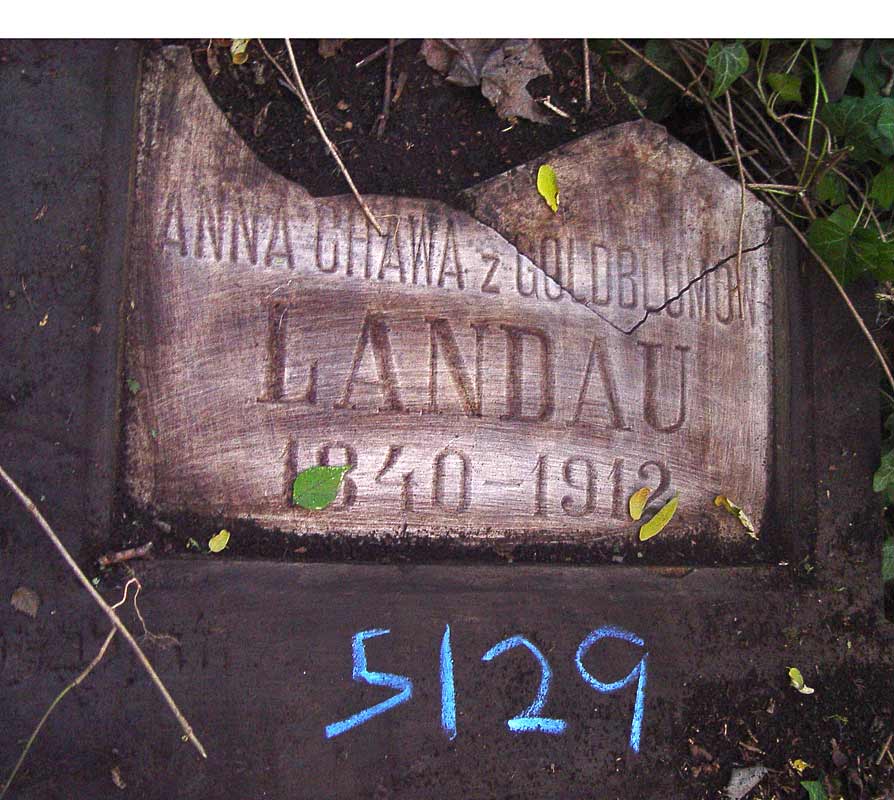 ANNA CHAWA z GOLDBLUMÓW
LANDAU
1840-1912
5129